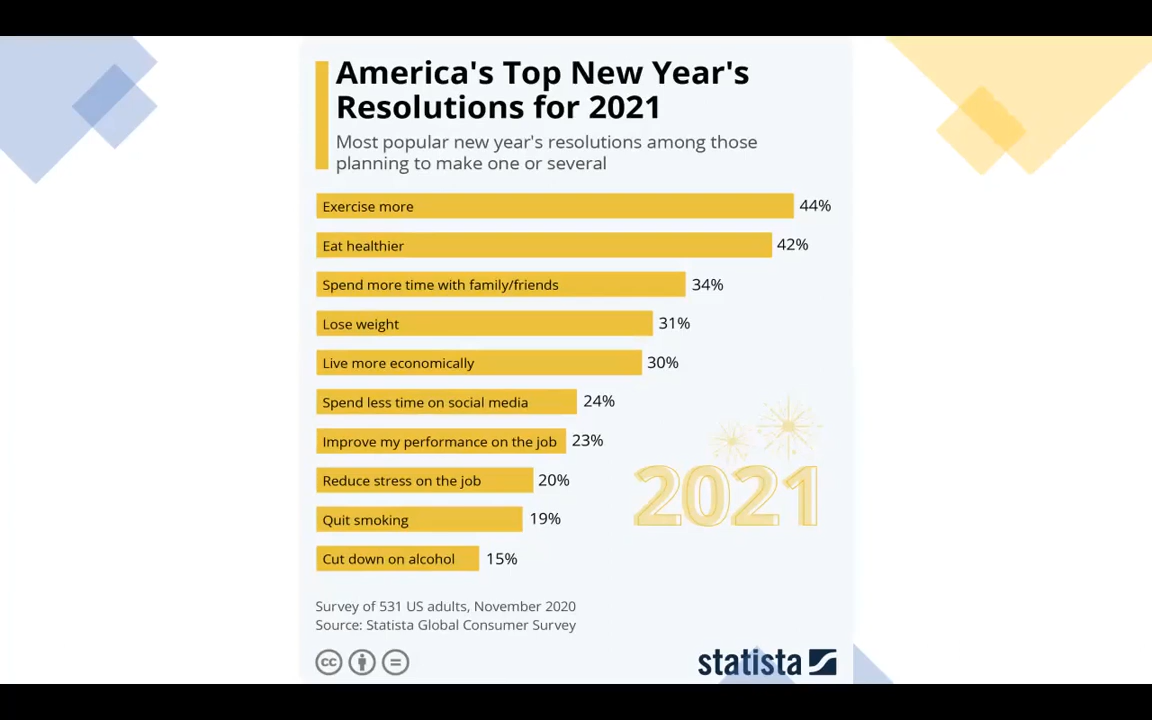 America's Top New Year's
Resolutions for 2021
Most popular new year's resolutions among those
planning to make one or several
Exercise more 44%
Eat healthier 42%
Spend more time with family/friends 34%
Lose weight 31%
Live more economically 30%
Spend less time on social media 24%
Improve my performance on the job 23%
Reduce stress on the job 20%
Quit smoking 19%
Cut down on alcohol 15%
2021
Survey of 531 US adults, November 2020
Source: Statista Global Consumer Survey
cc
statista